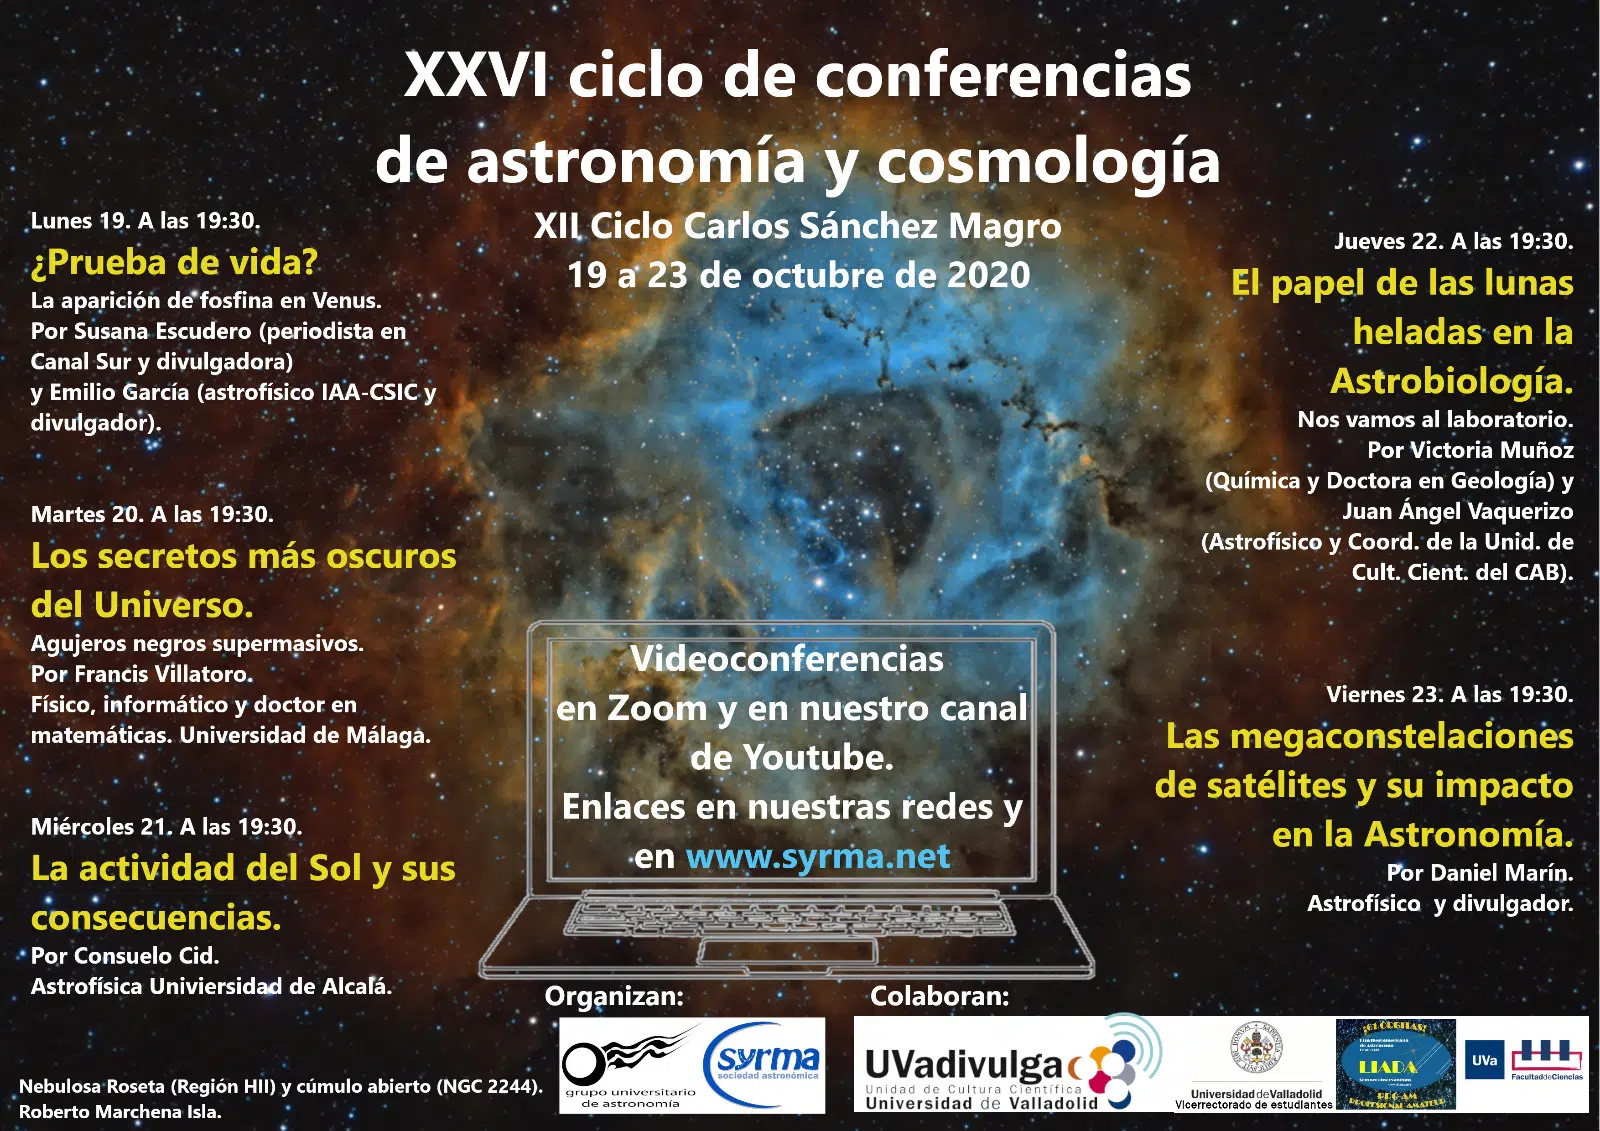 XXVI ciclo de conferencias
de astronomía y cosmología
XII Ciclo Carlos Sánchez Magro
19 a 23 de octubre de 2020
Lunes 19. A las 19:30.
¿Prueba de vida?
La aparición de fosfina en Venus.
Por Susana Escudero (periodista en
Canal Sur y divulgadora)
y Emilio García (astrofísico IAA-CSIC y
divulgador).
Martes 20. A las 19:30.
Los secretos más oscuros
del Universo.
Agujeros negros supermasivos.
Por Francis Villatoro.
Físico, informático y doctor en
matemáticas. Universidad de Málaga.
Miércoles 21. A las 19:30.
La actividad del Sol y sus
consecuencias.
Por Consuelo Cid.
Astrofísica Univiersidad de Alcalá.
Jueves 22. A las 19:30.
El papel de las lunas
heladas en la
Astrobiología.
Nos vamos al laboratorio.
Por Victoria Muñoz
(Química y Doctora en Geología) y
Juan Ángel Vaquerizo
(Astrofísico y Coord. de la Unid. de
Cult. Cient. del CAB).
Viernes 23. A las 19:30.
Las megaconstelaciones
de satélites y su impacto
en la Astronomía.
Por Daniel Marín.
Astrofísico y divulgador.
Videoconferencias
en Zoom y en nuestro canal
de Youtube.
Enlaces en nuestras redes y
en www.syrma.net
Organizan:
grupo universitario
de astronomía
syrma
sociedad astronómica
Colaboran:
UVadivulga
Unidad de Cultura Científica
Universidad de Valladolid
Universidad de Valladolid
Vicerrectorado de estudiantes
¡GLORBITAS!
LIADA
PRO-AM
PROFESIONAL AMATEUR
UVa
Facultad de Ciencias
Nebulosa Roseta (Región HII) y cúmulo abierto (NGC 2244).
Roberto Marchena Isla.